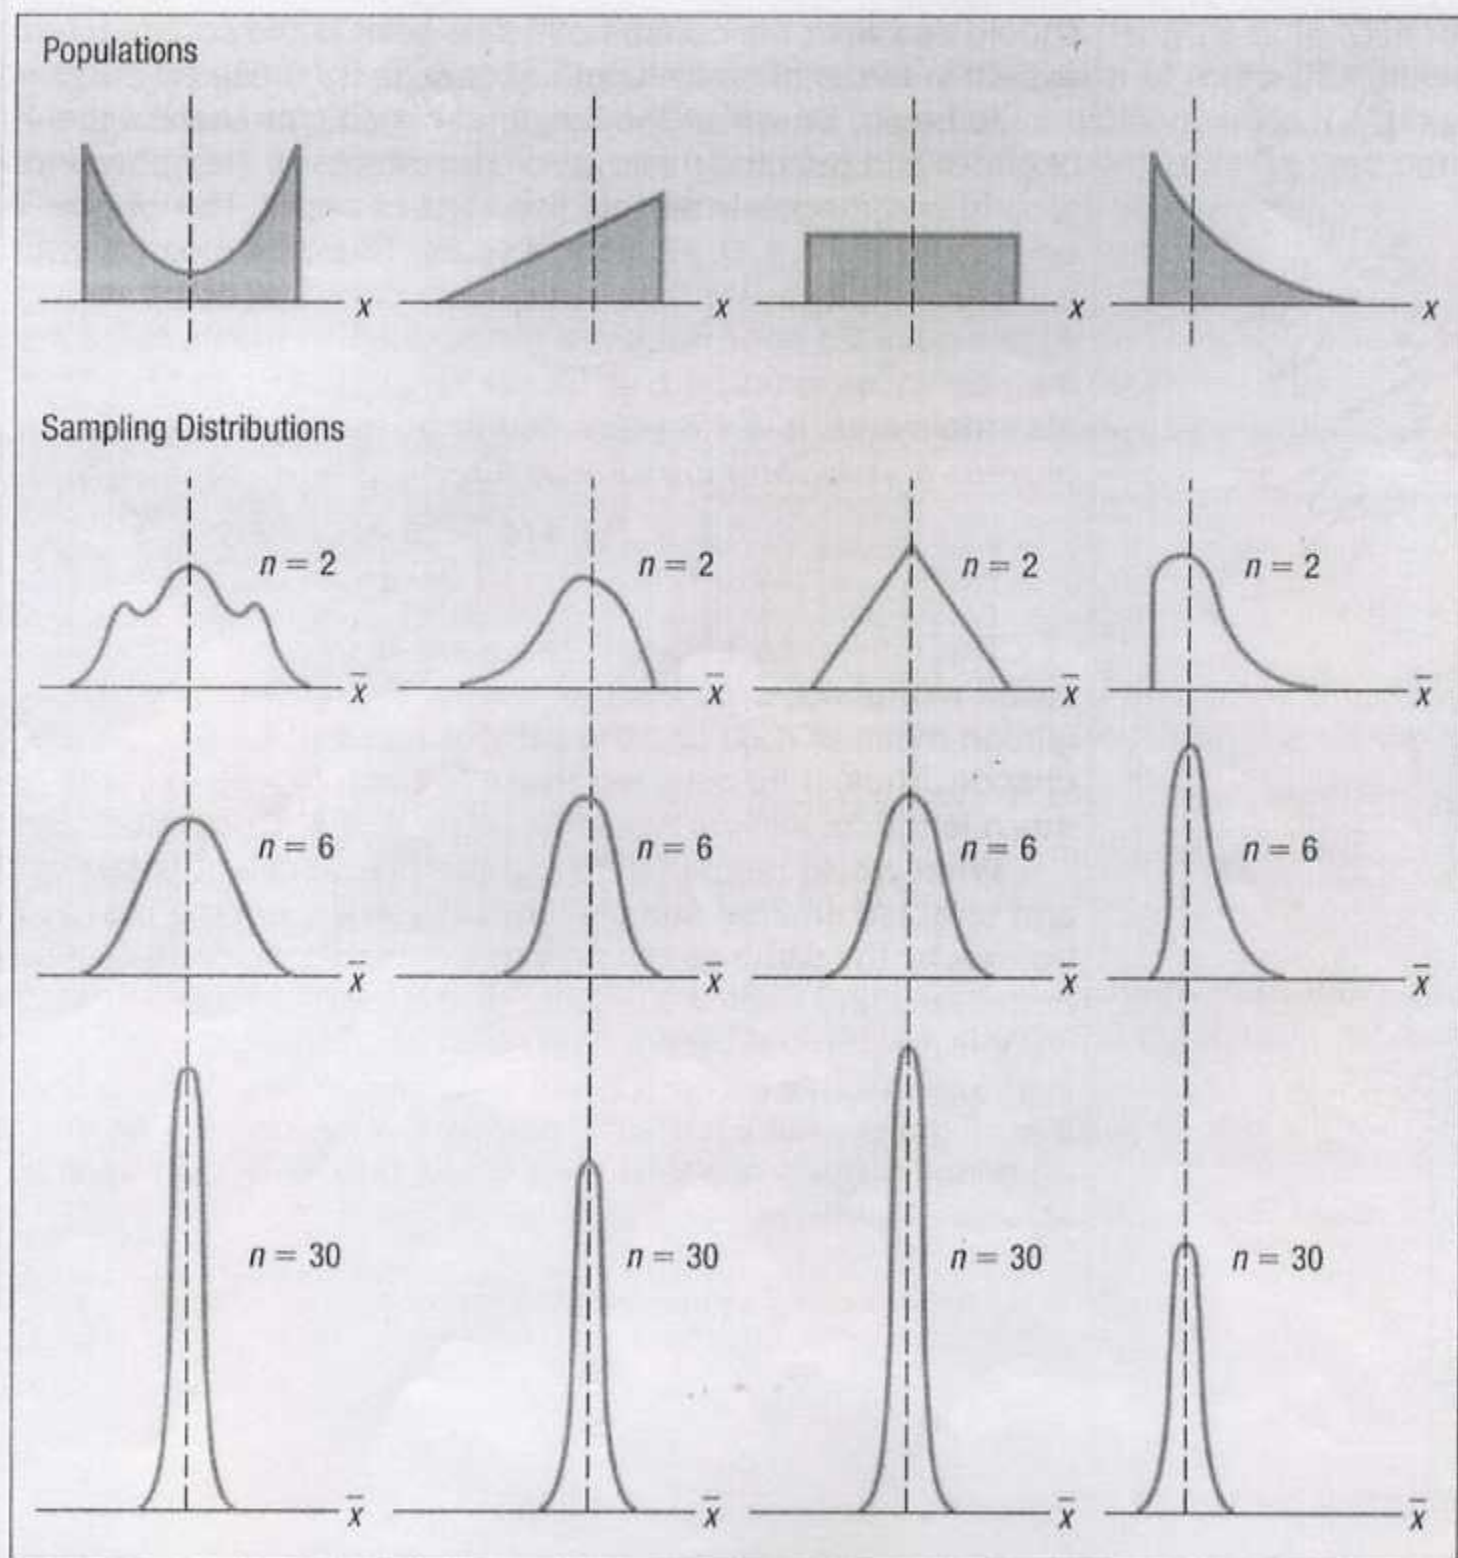 Populations
x x x x
Sampling Distributions
n = 2 n = 2 n = 2 n = 2
x̄ x̄ x̄ x̄
n = 6 n = 6 n = 6 n = 6
x̄ x̄ x̄ x̄
n = 30 n = 30 n = 30 n = 30
x̄ x̄ x̄ x̄